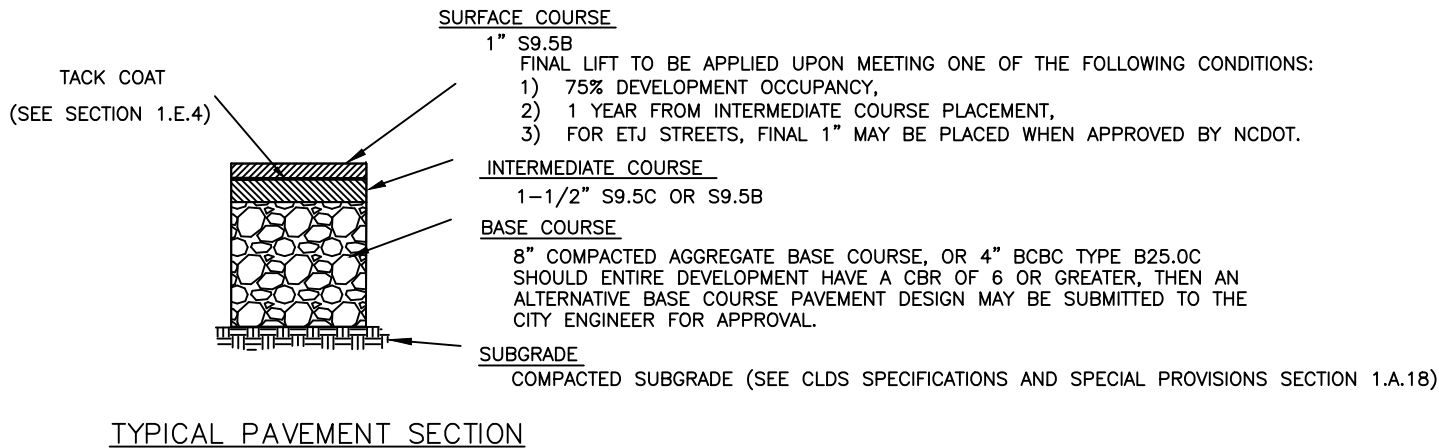 SURFACE COURSE
1" S9.5B
FINAL LIFT TO BE APPLIED UPON MEETING ONE OF THE FOLLOWING CONDITIONS:
1) 75% DEVELOPMENT OCCUPANCY,
2) 1 YEAR FROM INTERMEDIATE COURSE PLACEMENT,
3) FOR ETJ STREETS, FINAL 1" MAY BE PLACED WHEN APPROVED BY NCDOT.
TACK COAT
(SEE SECTION 1.E.4)
INTERMEDIATE COURSE
1-1/2" S9.5C OR S9.5B
BASE COURSE
8" COMPACTED AGGREGATE BASE COURSE, OR 4" BCBC TYPE B25.0C
SHOULD ENTIRE DEVELOPMENT HAVE A CBR OF 6 OR GREATER, THEN AN
ALTERNATIVE BASE COURSE PAVEMENT DESIGN MAY BE SUBMITTED TO THE
CITY ENGINEER FOR APPROVAL.
SUBGRADE
COMPACTED SUBGRADE (SEE CLDS SPECIFICATIONS AND SPECIAL PROVISIONS SECTION 1.A.18)
TYPICAL PAVEMENT SECTION